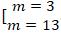 [m = 3
m = 13